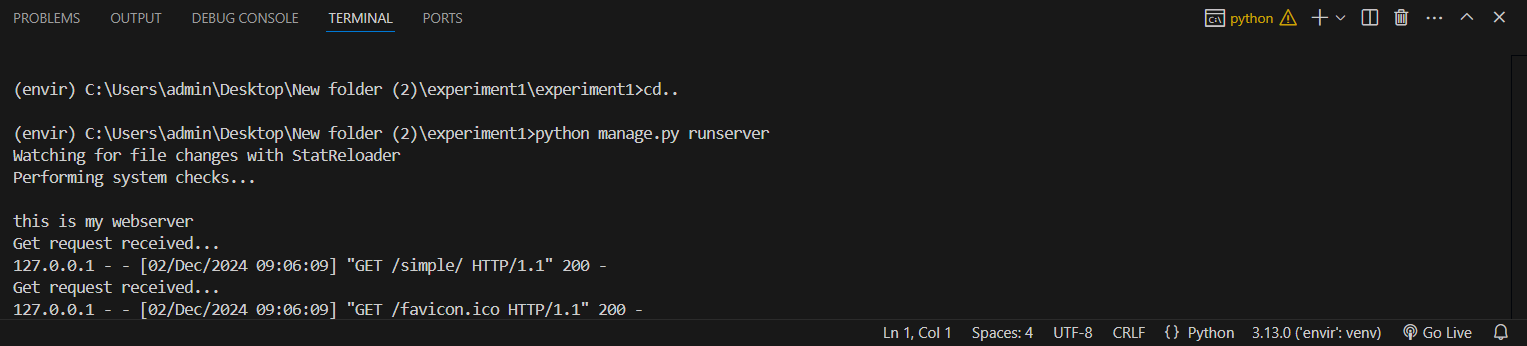 PROBLEMS OUTPUT DEBUG CONSOLE TERMINAL PORTS python
(envir) C:\Users\admin\Desktop\New folder (2)\experiment1\experiment1>cd..
(envir) C:\Users\admin\Desktop\New folder (2)\experiment1>python manage.py runserver
Watching for file changes with StatReloader
Performing system checks...
this is my webserver
Get request received...
127.0.0.1 - - [02/Dec/2024 09:06:09] "GET /simple/ HTTP/1.1" 200 -
Get request received...
127.0.0.1 - - [02/Dec/2024 09:06:09] "GET /favicon.ico HTTP/1.1" 200 -
Ln 1, Col 1 Spaces: 4 UTF-8 CRLF {} Python 3.13.0 ('envir': venv) Go Live